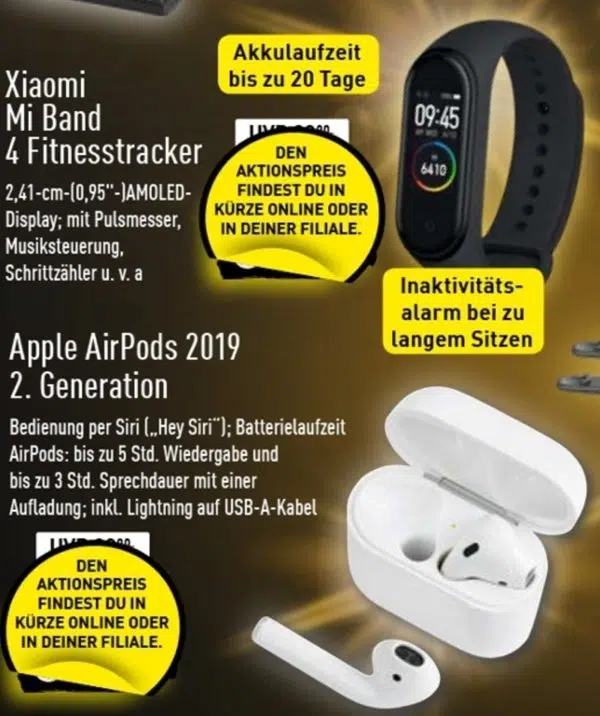 Akkulaufzeit
bis zu 20 Tage
Xiaomi
Mi Band
4 Fitnesstracker
2,41-cm-(0,95"-)AMOLED-
Display; mit Pulsmesser,
Musiksteuerung,
Schrittzähler u. v. a
DEN
AKTIONSPREIS
FINDEST DU IN
KÜRZE ONLINE ODER
IN DEINER FILIALE.
09:45
6410
Inaktivitäts-
alarm bei zu
langem Sitzen
Apple AirPods 2019
2. Generation
Bedienung per Siri („Hey Siri“); Batterielaufzeit
AirPods: bis zu 5 Std. Wiedergabe und
bis zu 3 Std. Sprechdauer mit einer
Aufladung; inkl. Lightning auf USB-A-Kabel
DEN
AKTIONSPREIS
FINDEST DU IN
KÜRZE ONLINE ODER
IN DEINER FILIALE.